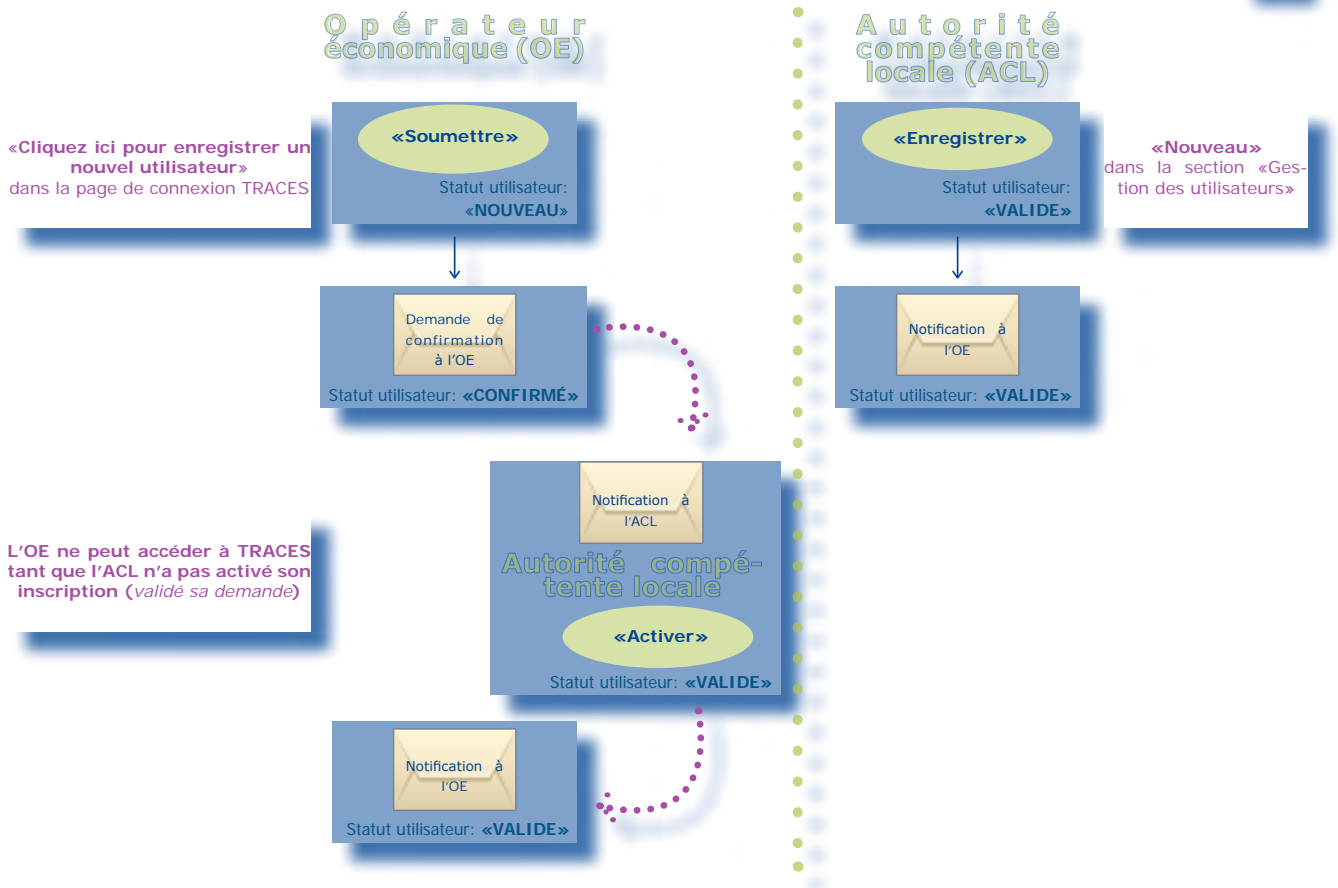 Opérateur
économique (OE)
«Cliquez ici pour enregistrer un
nouvel utilisateur»
dans la page de connexion TRACES
«Soumettre»
Statut utilisateur:
«NOUVEAU»
Demande de
confirmation
à l'OE
Statut utilisateur: «CONFIRMÉ»
Notification à
l'ACL
Autorité compé-
tente locale
«Activer»
Statut utilisateur: «VALIDE»
L'OE ne peut accéder à TRACES
tant que l'ACL n'a pas activé son
inscription (validé sa demande)
Notification à
l'OE
Statut utilisateur: «VALIDE»
Autorité
compétente
locale (ACL)
«Enregistrer»
Statut utilisateur:
«VALIDE»
«Nouveau»
dans la section «Ges-
tion des utilisateurs»
Notification à
l'OE
Statut utilisateur: «VALIDE»